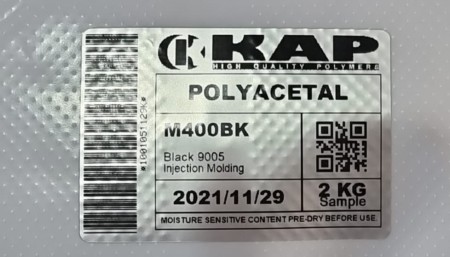 KAP
HIGH QUALITY POLYMERS
POLYACETAL
M400BK
Black 9005
Injection Molding
2021/11/29
2 KG
Sample
MOISTURE SENSITIVE CONTENT PRE-DRY BEFORE USE.